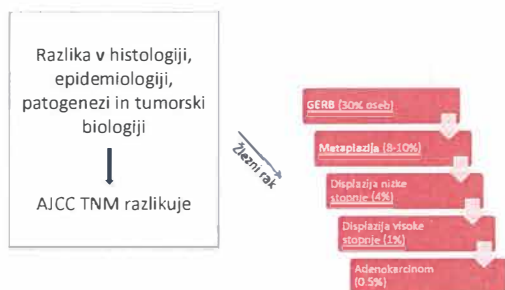 Razlika v histologiji,
epidemiologiji,
patogenezi in tumorski
biologiji
AJCC TNM razlikuje
Žlezni rak
GERB (30% oseb)
Metaplazija (8-10%)
Displazija nizke
stopnje (4%)
Displazija visoke
stopnje (1%)
Adenokarcinom
(0.5%)